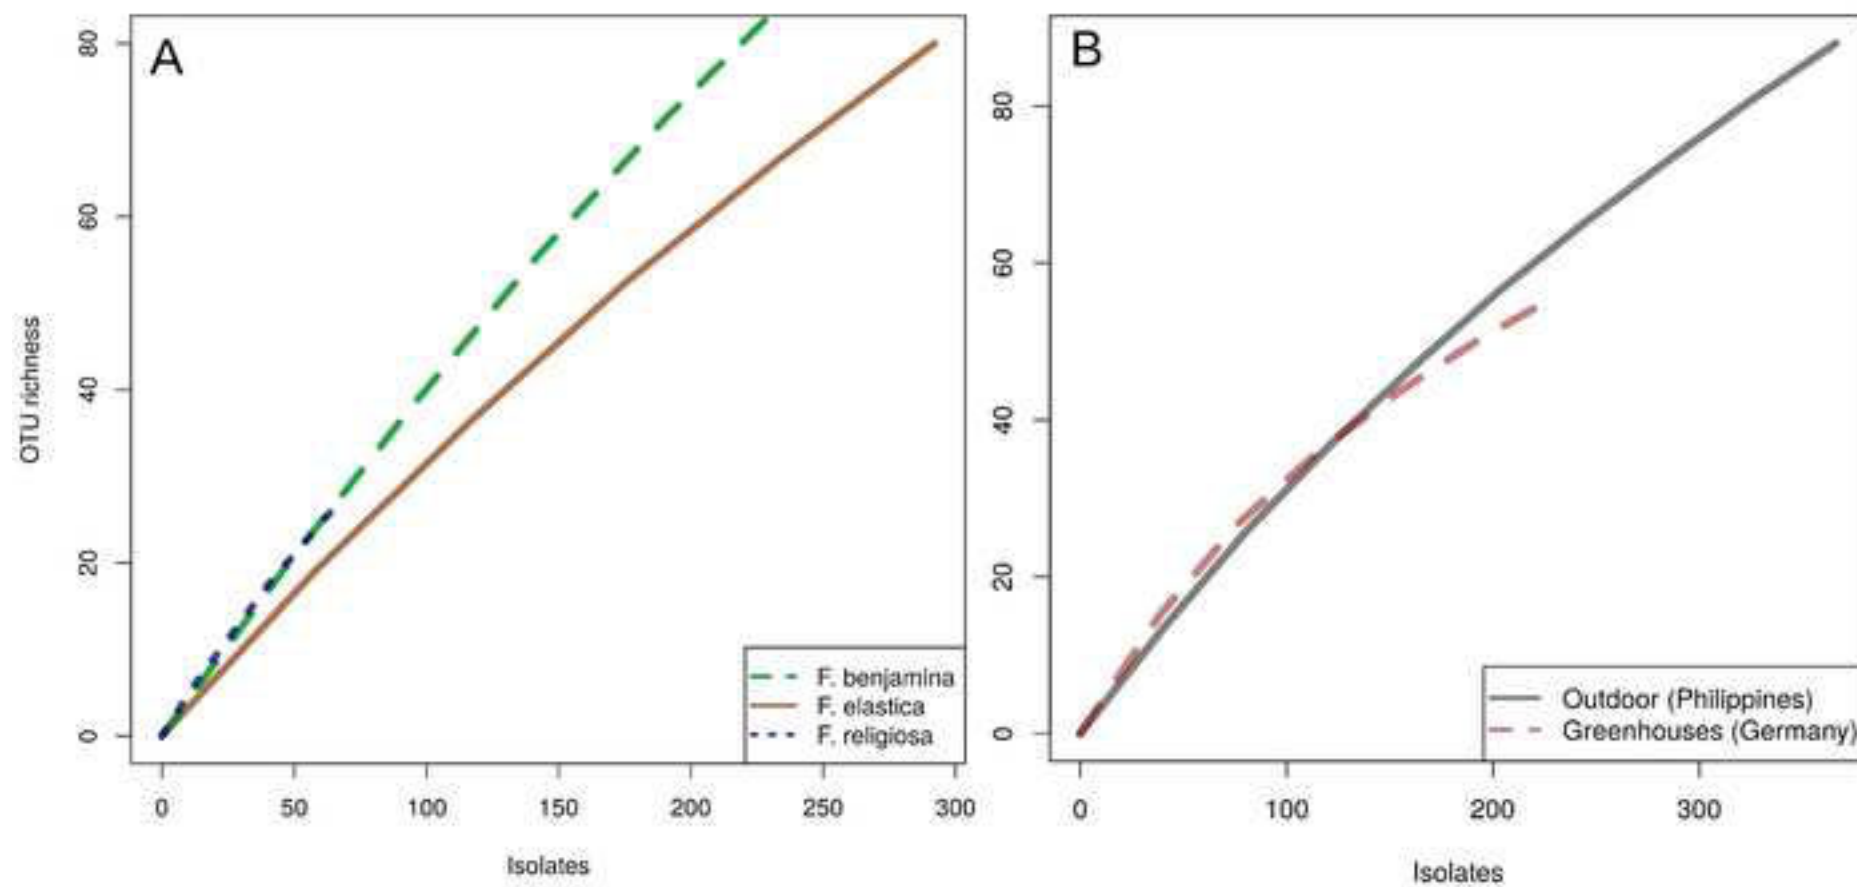 A
OTU richness
80
60
40
20
0
F. benjamina
F. elastica
F. religiosa
0 50 100 150 200 250 300
Isolates
B
80
60
40
20
0
Outdoor (Philippines)
Greenhouses (Germany)
0 100 200 300
Isolates